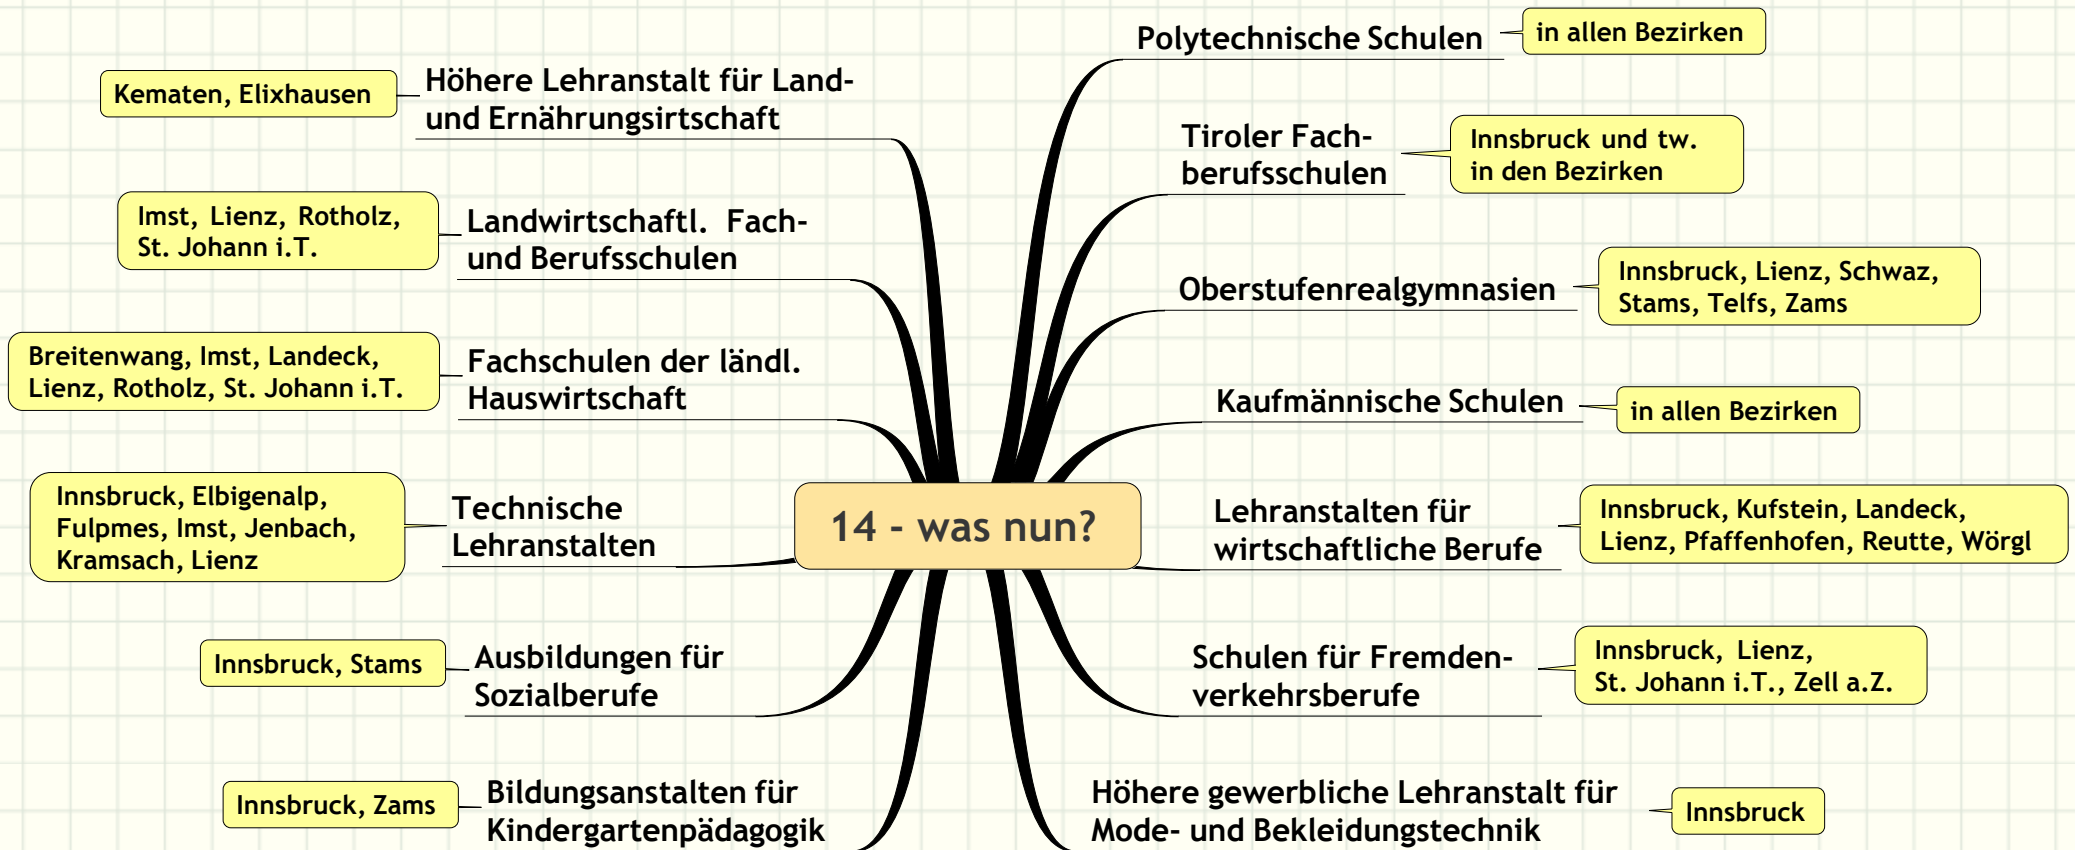 14 - was nun?
Polytechnische Schulen
in allen Bezirken
Tiroler Fach-
berufsschulen
Innsbruck und tw.
in den Bezirken
Oberstufenrealgymnasien
Innsbruck, Lienz, Schwaz,
Stams, Telfs, Zams
Kaufmännische Schulen
in allen Bezirken
Lehranstalten für
wirtschaftliche Berufe
Innsbruck, Kufstein, Landeck,
Lienz, Pfaffenhofen, Reutte, Wörgl
Schulen für Fremden-
verkehrsberufe
Innsbruck, Lienz,
St. Johann i.T., Zell a.Z.
Höhere gewerbliche Lehranstalt für
Mode- und Bekleidungstechnik
Innsbruck
Höhere Lehranstalt für Land-
und Ernährungsirtschaft
Kematen, Elixhausen
Landwirtschaftl. Fach-
und Berufsschulen
Imst, Lienz, Rotholz,
St. Johann i.T.
Fachschulen der ländl.
Hauswirtschaft
Breitenwang, Imst, Landeck,
Lienz, Rotholz, St. Johann i.T.
Technische
Lehranstalten
Innsbruck, Elbigenalp,
Fulpmes, Imst, Jenbach,
Kramsach, Lienz
Ausbildungen für
Sozialberufe
Innsbruck, Stams
Bildungsanstalten für
Kindergartenpädagogik
Innsbruck, Zams